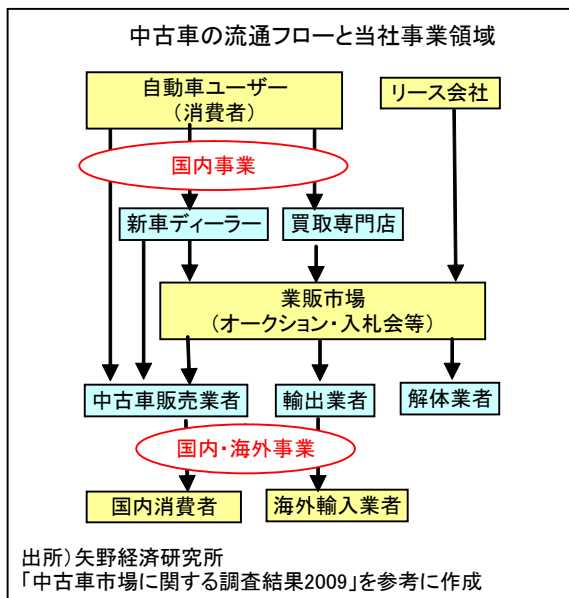 中古車の流通フローと当社事業領域
自動車ユーザー
（消費者）
リース会社
国内事業
新車ディーラー
買取専門店
業販市場
（オークション・入札会等）
中古車販売業者
輸出業者
解体業者
国内・海外事業
国内消費者
海外輸入業者
出所）矢野経済研究所
「中古車市場に関する調査結果2009」を参考に作成